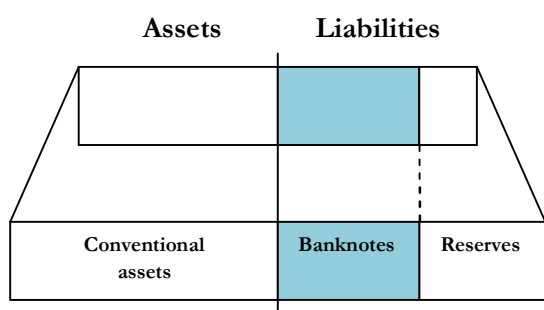 Assets Liabilities
Conventional
assets
Banknotes
Reserves